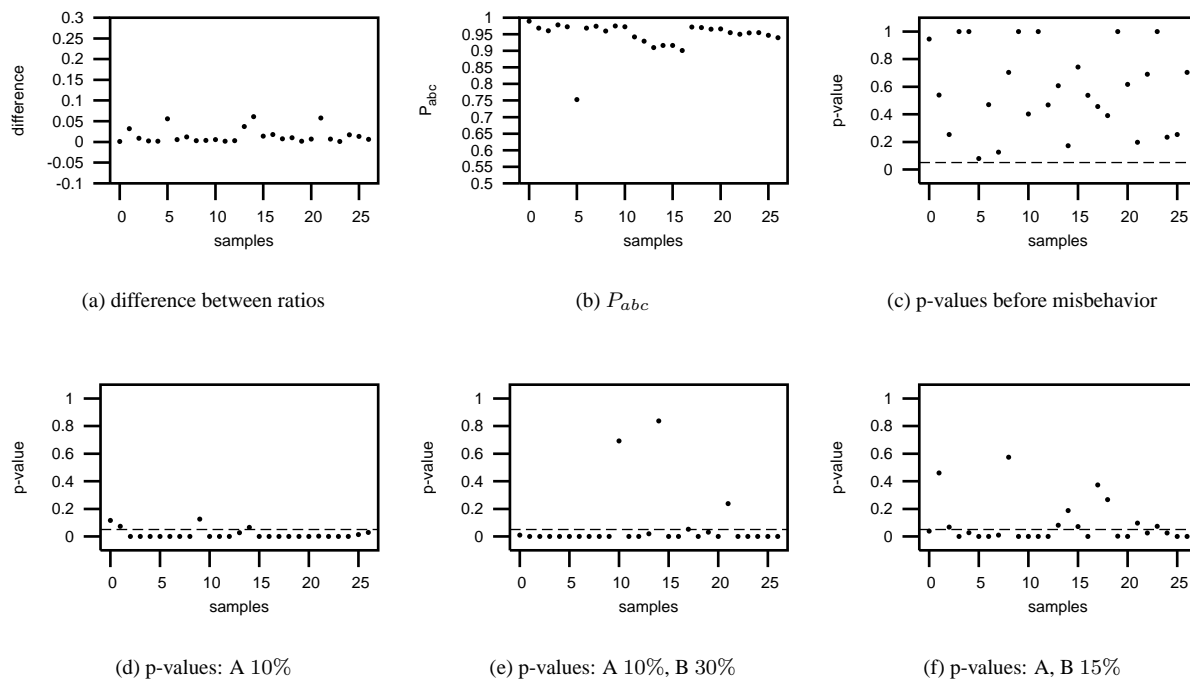 0.3
0.25
0.2
0.15
0.1
0.05
0
-0.05
-0.1
difference
0 5 10 15 20 25
samples
(a) difference between ratios
1
0.95
0.9
0.85
0.8
0.75
0.7
0.65
0.6
0.55
0.5
P_abc
0 5 10 15 20 25
samples
(b) P_abc
1
0.8
0.6
0.4
0.2
0
p-value
0 5 10 15 20 25
samples
(c) p-values before misbehavior
1
0.8
0.6
0.4
0.2
0
p-value
0 5 10 15 20 25
samples
(d) p-values: A 10%
1
0.8
0.6
0.4
0.2
0
p-value
0 5 10 15 20 25
samples
(e) p-values: A 10%, B 30%
1
0.8
0.6
0.4
0.2
0
p-value
0 5 10 15 20 25
samples
(f) p-values: A, B 15%